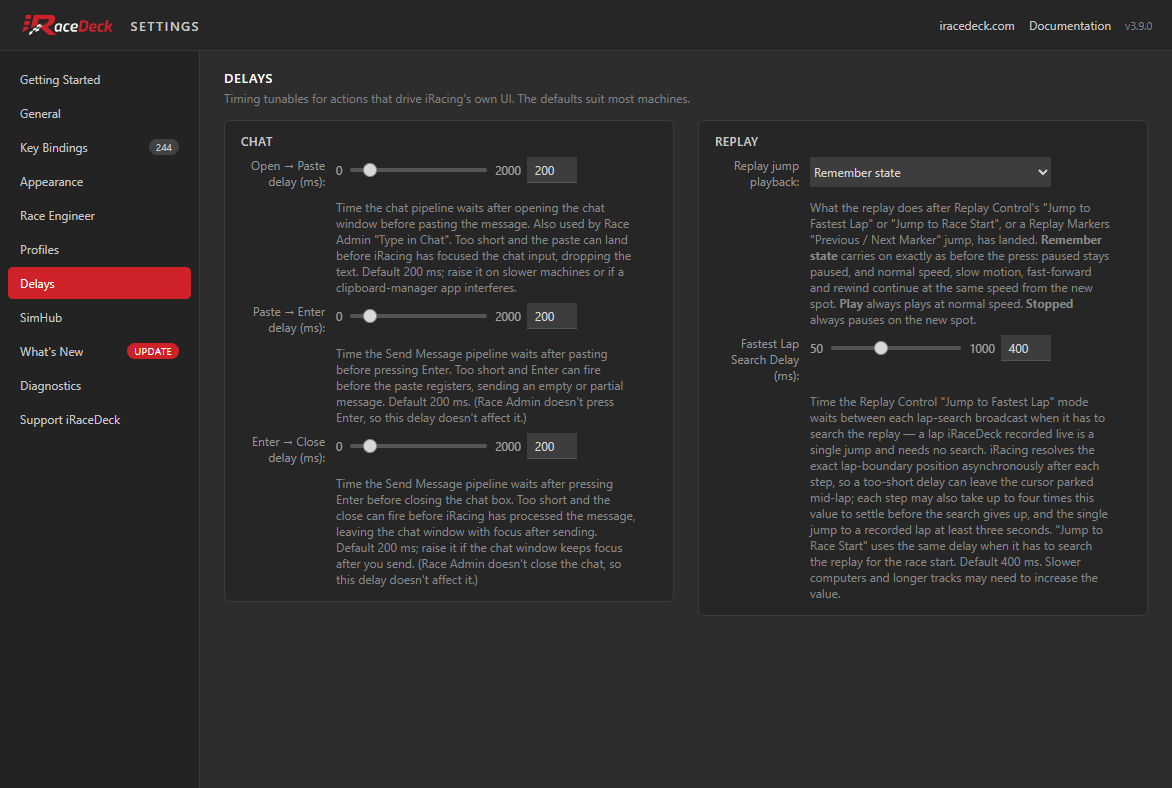 iRaceDeck SETTINGS
iracedeck.com Documentation v3.9.0
Getting Started
General
Key Bindings 244
Appearance
Race Engineer
Profiles
Delays
SimHub
What's New UPDATE
Diagnostics
Support iRaceDeck
DELAYS
Timing tunables for actions that drive iRacing's own UI. The defaults suit most machines.
CHAT
Open → Paste
delay (ms):
0 2000 200
Time the chat pipeline waits after opening the chat
window before pasting the message. Also used by Race
Admin "Type in Chat". Too short and the paste can land
before iRacing has focused the chat input, dropping the
text. Default 200 ms; raise it on slower machines or if a
clipboard-manager app interferes.
Paste → Enter
delay (ms):
0 2000 200
Time the Send Message pipeline waits after pasting
before pressing Enter. Too short and Enter can fire
before the paste registers, sending an empty or partial
message. Default 200 ms. (Race Admin doesn't press
Enter, so this delay doesn't affect it.)
Enter → Close
delay (ms):
0 2000 200
Time the Send Message pipeline waits after pressing
Enter before closing the chat box. Too short and the
close can fire before iRacing has processed the message,
leaving the chat window with focus after sending.
Default 200 ms; raise it if the chat window keeps focus
after you send. (Race Admin doesn't close the chat, so
this delay doesn't affect it.)
REPLAY
Replay jump
playback:
Remember state
What the replay does after Replay Control's "Jump to
Fastest Lap" or "Jump to Race Start", or a Replay Markers
"Previous / Next Marker" jump, has landed. Remember
state carries on exactly as before the press: paused stays
paused, and normal speed, slow motion, fast-forward
and rewind continue at the same speed from the new
spot. Play always plays at normal speed. Stopped
always pauses on the new spot.
Fastest Lap
Search Delay
(ms):
50 1000 400
Time the Replay Control "Jump to Fastest Lap" mode
waits between each lap-search broadcast when it has to
search the replay — a lap iRaceDeck recorded live is a
single jump and needs no search. iRacing resolves the
exact lap-boundary position asynchronously after each
step, so a too-short delay can leave the cursor parked
mid-lap; each step may also take up to four times this
value to settle before the search gives up, and the single
jump to a recorded lap at least three seconds. "Jump to
Race Start" uses the same delay when it has to search
the replay for the race start. Default 400 ms. Slower
computers and longer tracks may need to increase the
value.